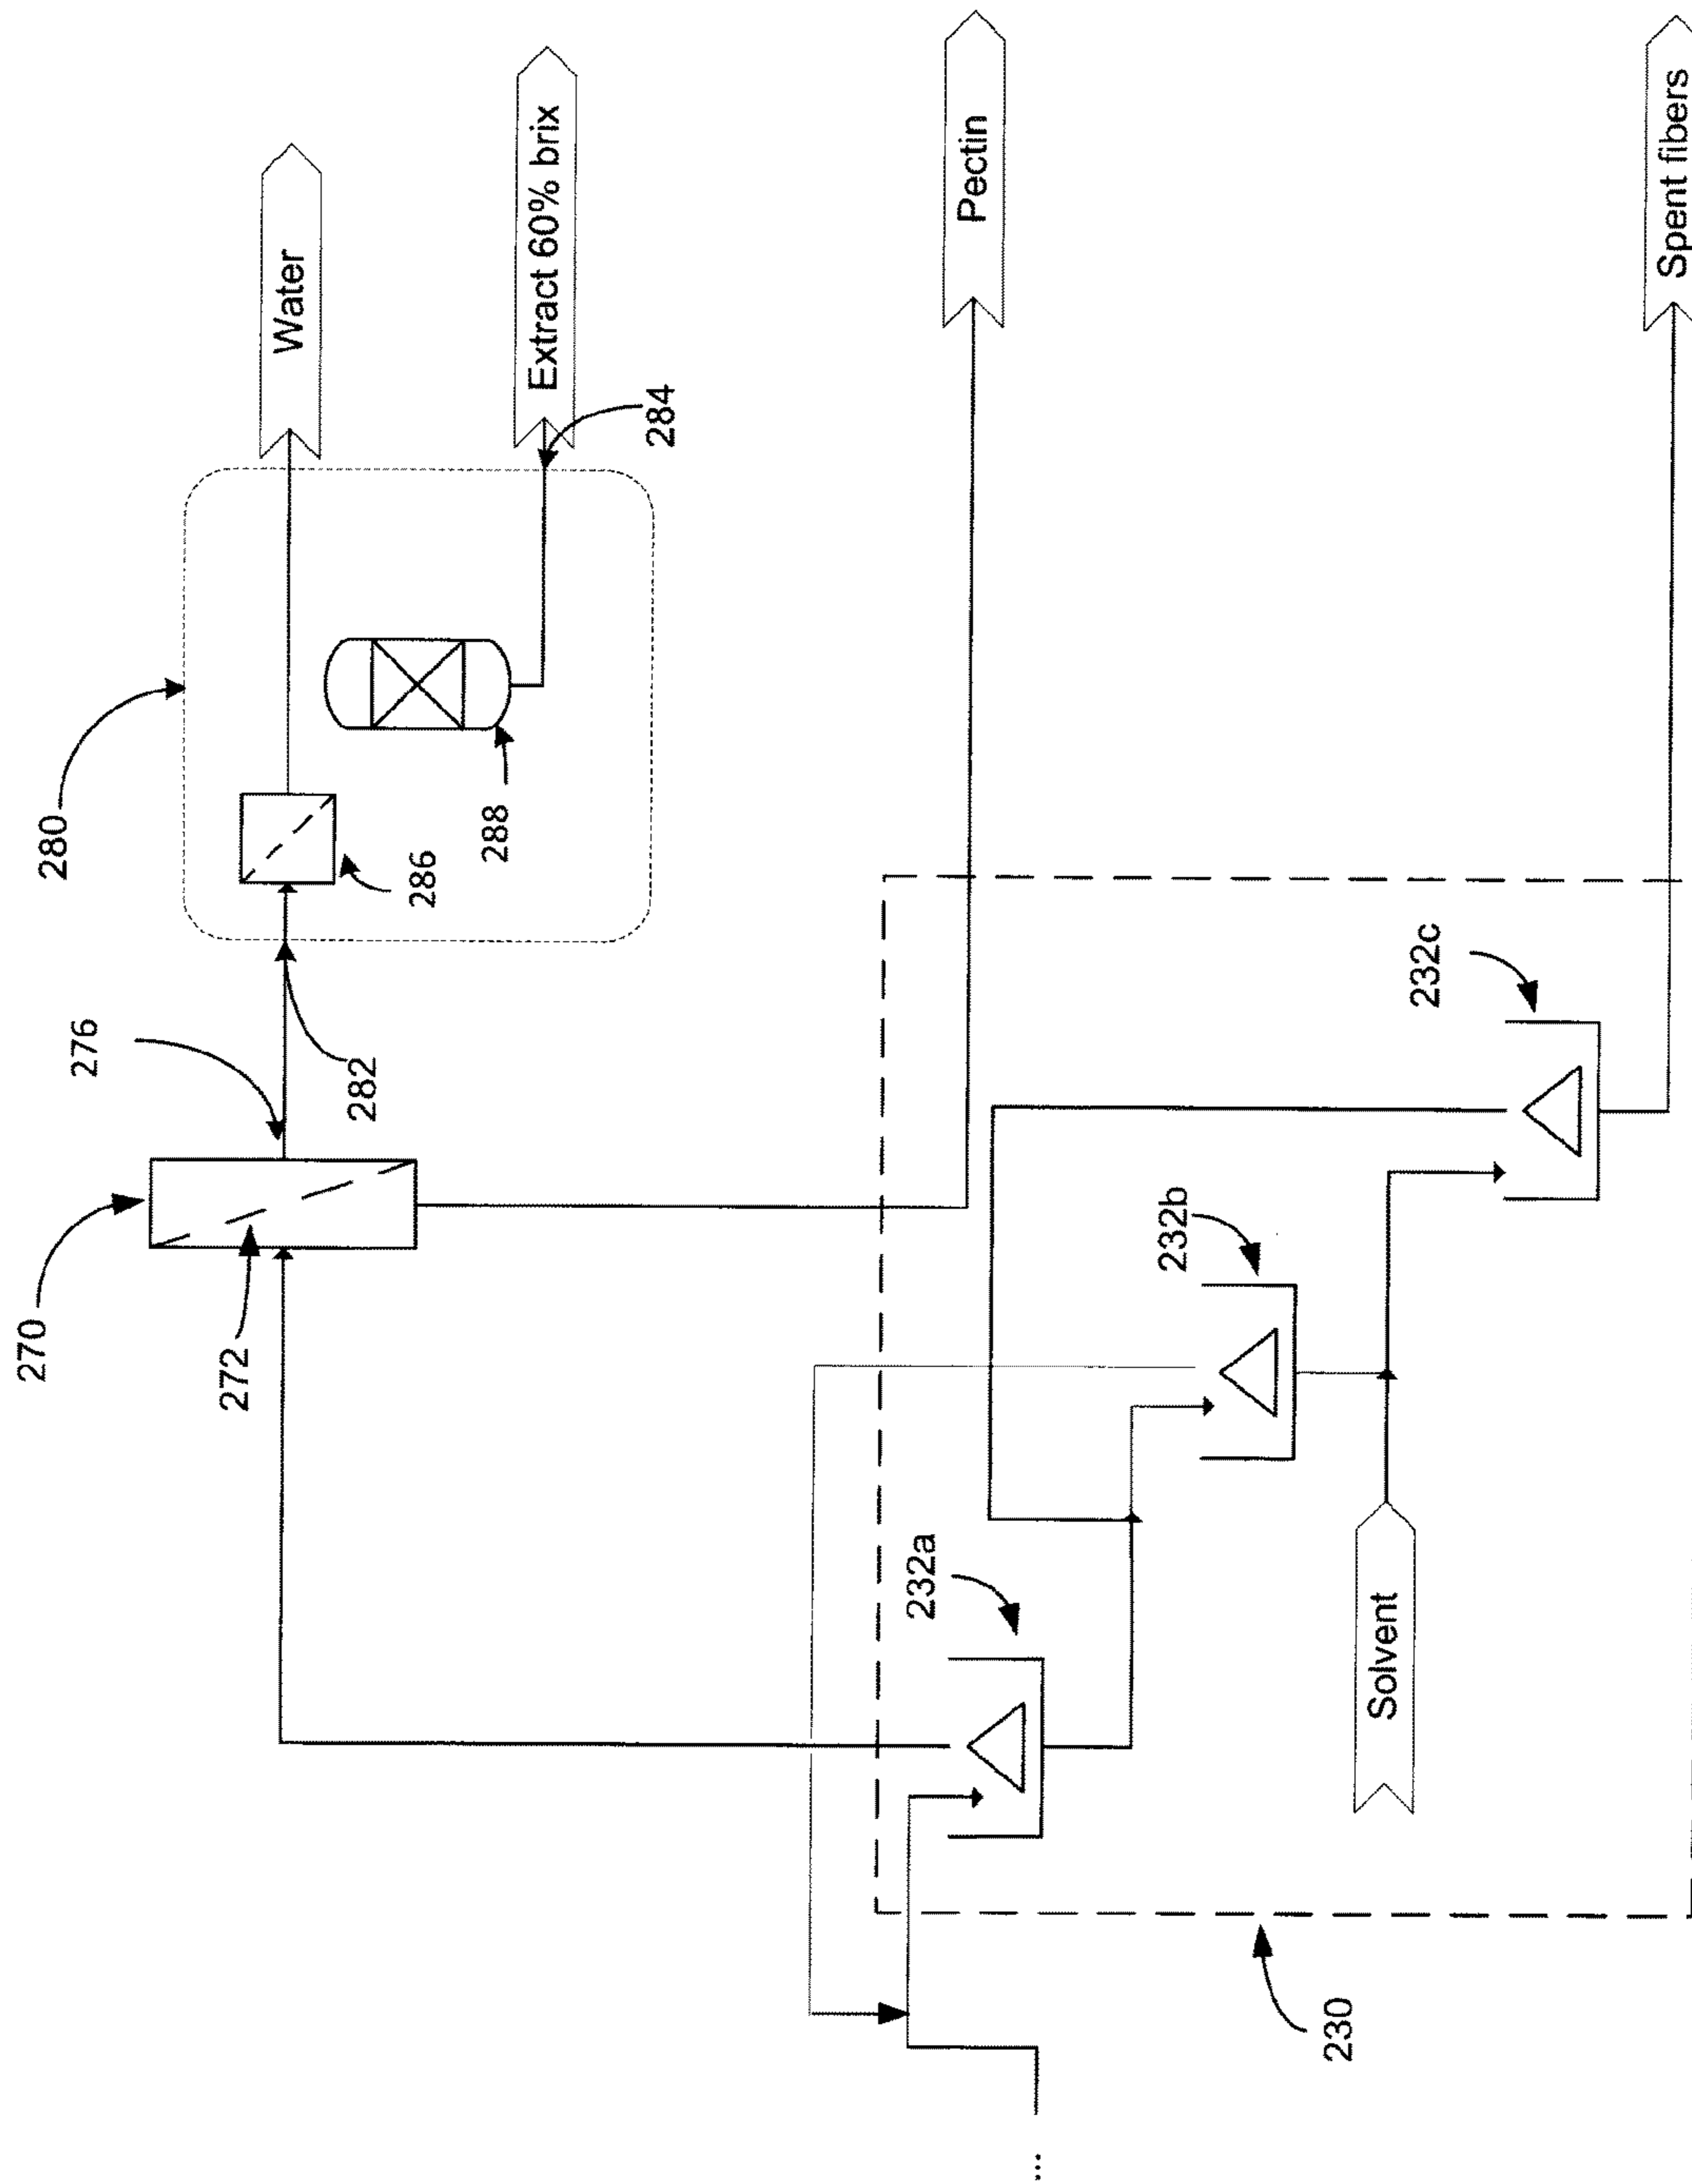 Water
Extract 60% brix
Pectin
Spent fibers
280
284
288
286
276
282
270
272
232c
232b
232a
Solvent
230
...